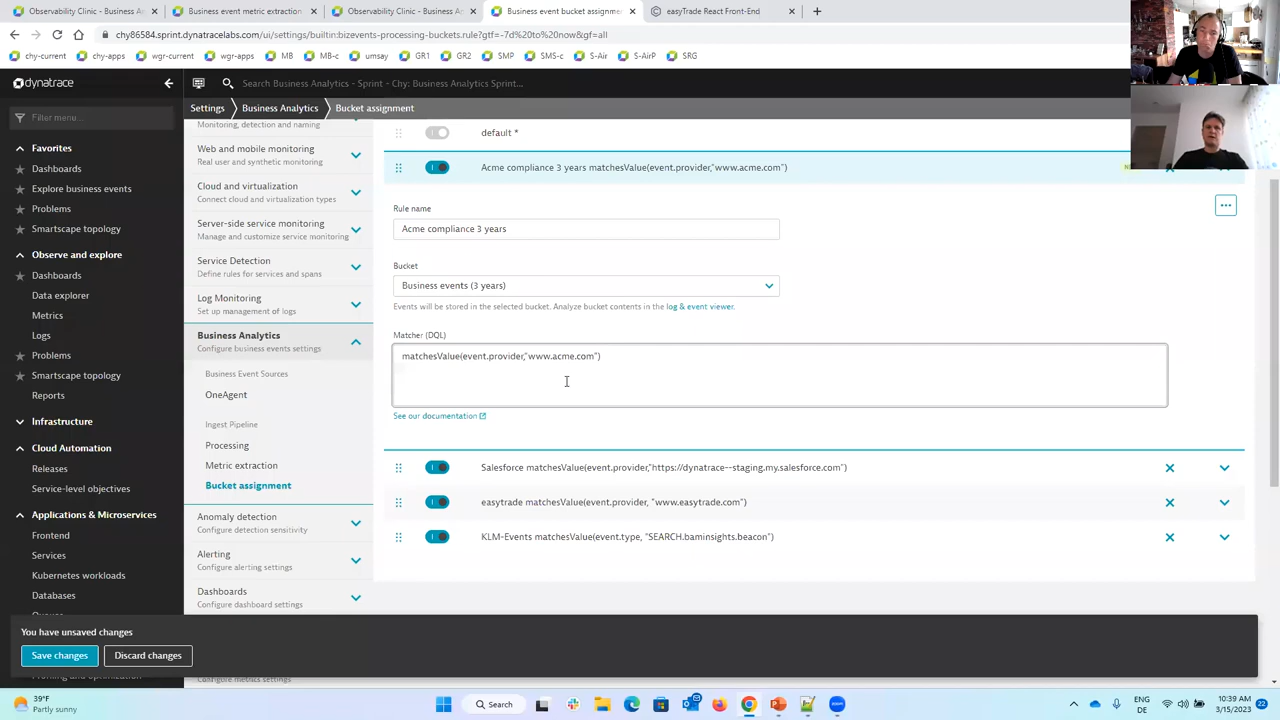 Observability Clinic - Business A
Business event metric extraction
Observability Clinic - Business A
Business event bucket assignme
easyTrade React Front-End
chy86584.sprint.dynatracelabs.com/ui/settings/builtin:bizevents-processing-buckets.rule?gtf=-7d%20to%20now&gf=all
chy-current
chy-apps
wgr-current
wgr-apps
MB
MB-c
umsay
GR1
GR2
SMP
SMPsrc
S-AirP
S-AirP
SRG
dynatrace
Search Business Analytics - Sprint - Chy: Business Analytics Sprint...
Filter menu...
Settings
Business Analytics
Bucket assignment
Favorites
Dashboards
Explore business events
Problems
Smartscape topology
Observe and explore
Dashboards
Data explorer
Metrics
Logs
Problems
Smartscape topology
Reports
Infrastructure
Cloud Automation
Releases
Service-level objectives
Applications & Microservices
Frontend
Services
Kubernetes workloads
Databases
Monitoring, detection and naming
Web and mobile monitoring
Real user and synthetic monitoring
Cloud and virtualization
Connect cloud and virtualization types
Server-side service monitoring
Manage and customize service monitoring
Service Detection
Define rules for services and spans
Log Monitoring
Set up management of logs
Business Analytics
Configure business events settings
Business Event Sources
OneAgent
Ingest Pipeline
Processing
Metric extraction
Bucket assignment
Anomaly detection
Configure detection sensitivity
Alerting
Configure alerting settings
Dashboards
Configure dashboard settings
default *
Acme compliance 3 years matchesValue(event.provider,"www.acme.com")
Rule name
Acme compliance 3 years
Bucket
Business events (3 years)
Events will be stored in the selected bucket. Analyze bucket contents in the log & event viewer.
Matcher (DQL)
matchesValue(event.provider,"www.acme.com")
See our documentation
Salesforce matchesValue(event.provider,"https://dynatrace--staging.my.salesforce.com")
easytrade matchesValue(event.provider, "www.easytrade.com")
KLM-Events matchesValue(event.type, "SEARCH.baminsights.beacon")
You have unsaved changes
Save changes
Discard changes
39°F
Partly sunny
Search
ENG
DE
10:39 AM
3/15/2023
22